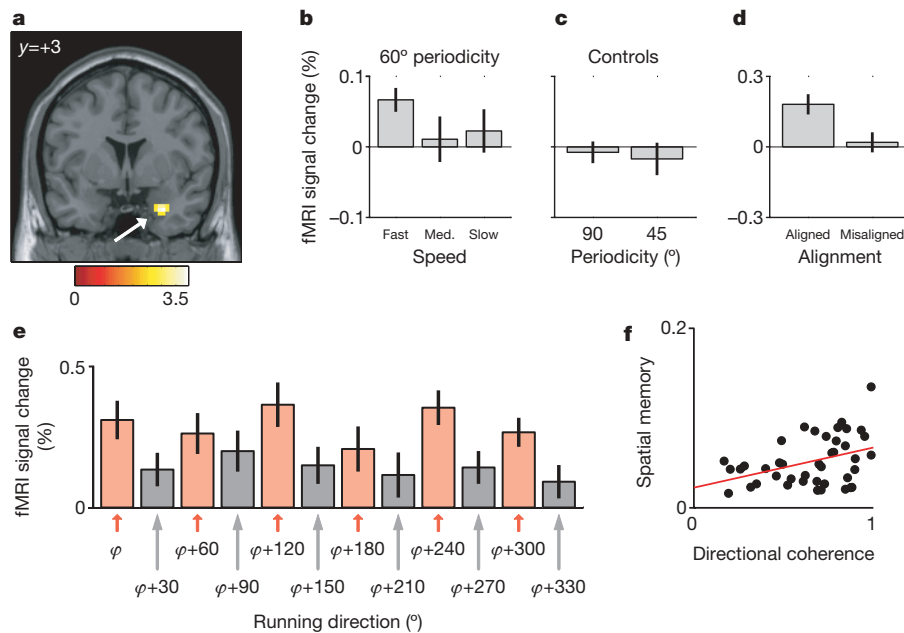 a
y=+3
0 3.5
b
60º periodicity
fMRI signal change (%)
0.1
0
–0.1
Fast Med. Slow
Speed
c
Controls
90 45
Periodicity (º)
d
0.3
0
–0.3
Aligned Misaligned
Alignment
e
fMRI signal change
(%)
0.5
0
φ φ+60 φ+120 φ+180 φ+240 φ+300
φ+30 φ+90 φ+150 φ+210 φ+270 φ+330
Running direction (º)
f
Spatial memory
0.2
0
0 1
Directional coherence